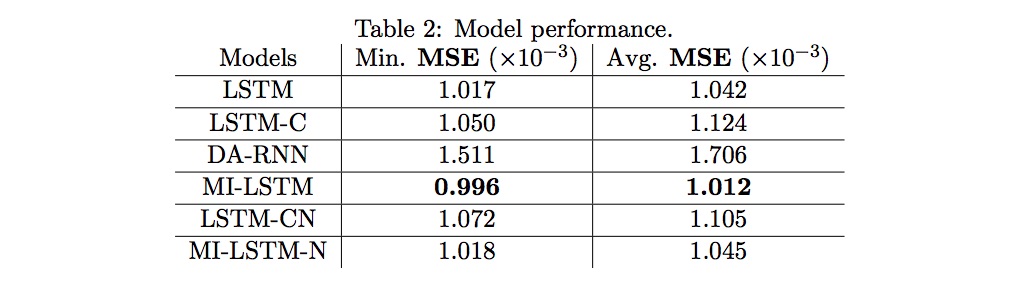 Table 2: Model performance.
Models Min. MSE (×10⁻³) Avg. MSE (×10⁻³)
LSTM 1.017 1.042
LSTM-C 1.050 1.124
DA-RNN 1.511 1.706
MI-LSTM 0.996 1.012
LSTM-CN 1.072 1.105
MI-LSTM-N 1.018 1.045